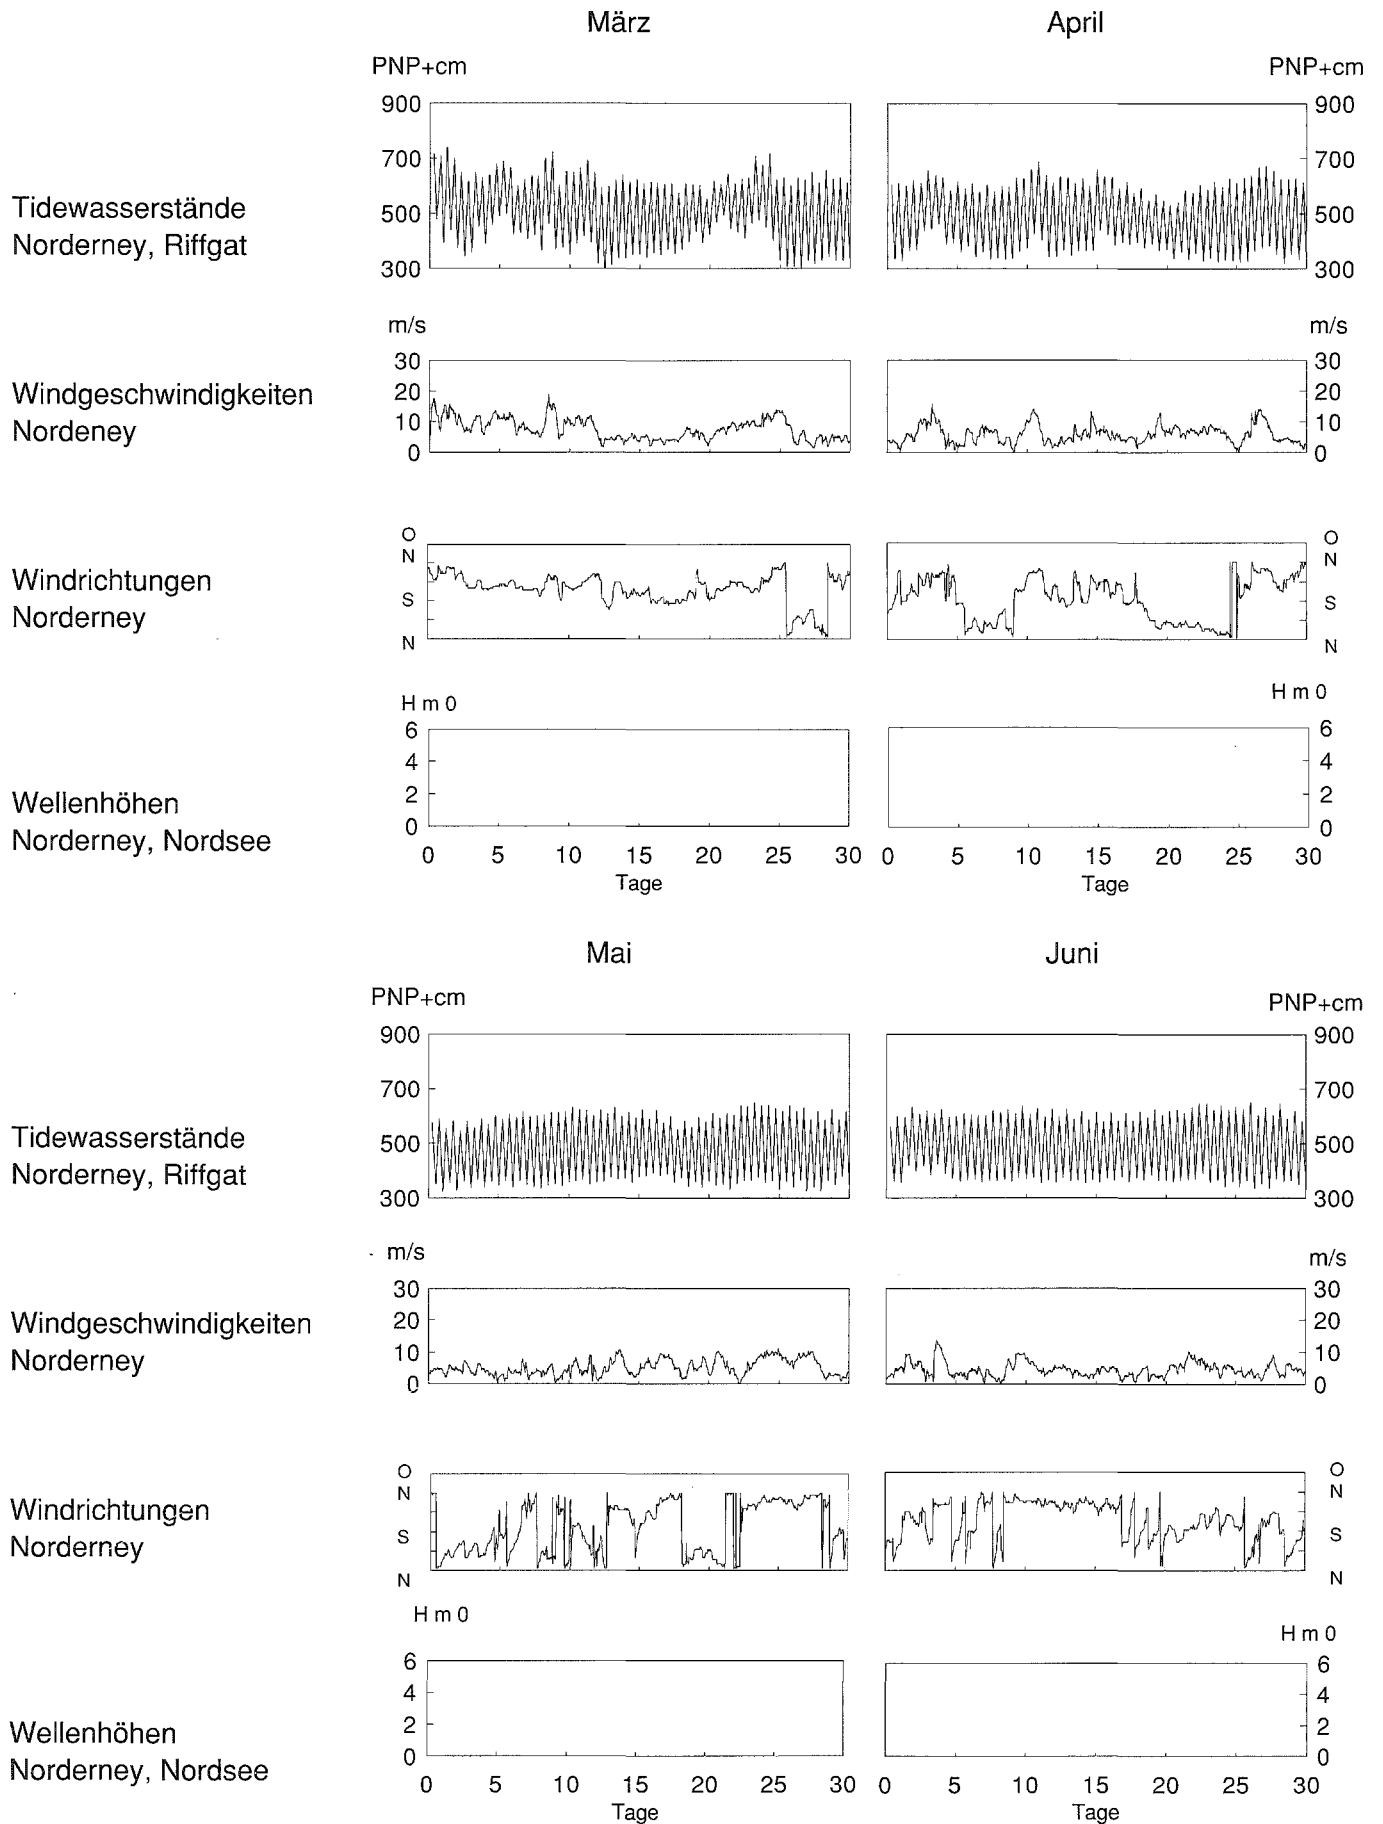 März April
PNP+cm PNP+cm
900 900
700 700
Tidewasserstände
500 500
Norderney, Riffgat
300 300
m/s m/s
30 30
Windgeschwindigkeiten
20 20
10 10
Nordeney
0 0
O O
N N
Windrichtungen
S S
Norderney
N N
H m 0 H m 0
6 6
4 4
Wellenhöhen
2 2
Norderney, Nordsee
0 0
0 5 10 15 20 25 30 0 5 10 15 20 25 30
Tage Tage
Mai Juni
PNP+cm PNP+cm
900 900
700 700
Tidewasserstände
500 500
Norderney, Riffgat
300 300
m/s m/s
30 30
Windgeschwindigkeiten
20 20
Norderney
10 10
0 0
O O
N N
Windrichtungen
S S
Norderney
N N
H m 0 H m 0
6 6
4 4
2 2
Wellenhöhen
0 0
Norderney, Nordsee
0 5 10 15 20 25 30 0 5 10 15 20 25 30
Tage Tage